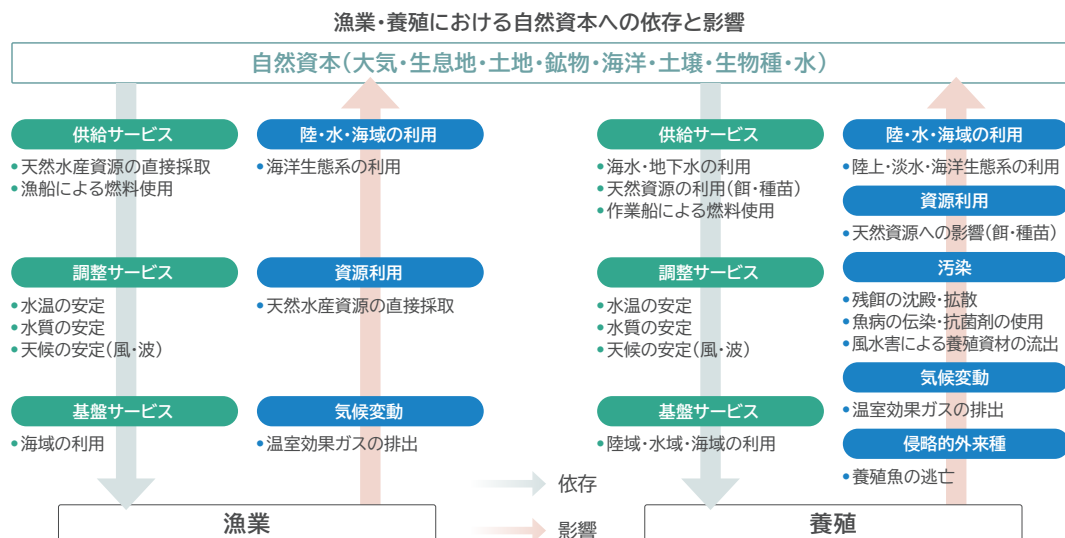 漁業・養殖における自然資本への依存と影響
自然資本(大気・生息地・土地・鉱物・海洋・土壌・生物種・水)
供給サービス
•天然水産資源の直接採取
•漁船による燃料使用
調整サービス
•水温の安定
•水質の安定
•天候の安定(風・波)
基盤サービス
•海域の利用
陸・水・海域の利用
•海洋生態系の利用
資源利用
•天然水産資源の直接採取
気候変動
•温室効果ガスの排出
漁業
依存
影響
供給サービス
•海水・地下水の利用
•天然資源の利用(餌・種苗)
•作業船による燃料使用
調整サービス
•水温の安定
•水質の安定
•天候の安定(風・波)
基盤サービス
•陸域・水域・海域の利用
陸・水・海域の利用
•陸上・淡水・海洋生態系の利用
資源利用
•天然資源への影響(餌・種苗)
汚染
•残餌の沈殿・拡散
•魚病の伝染・抗菌剤の使用
•風水害による養殖資材の流出
気候変動
•温室効果ガスの排出
侵略的外来種
•養殖魚の逃亡
養殖